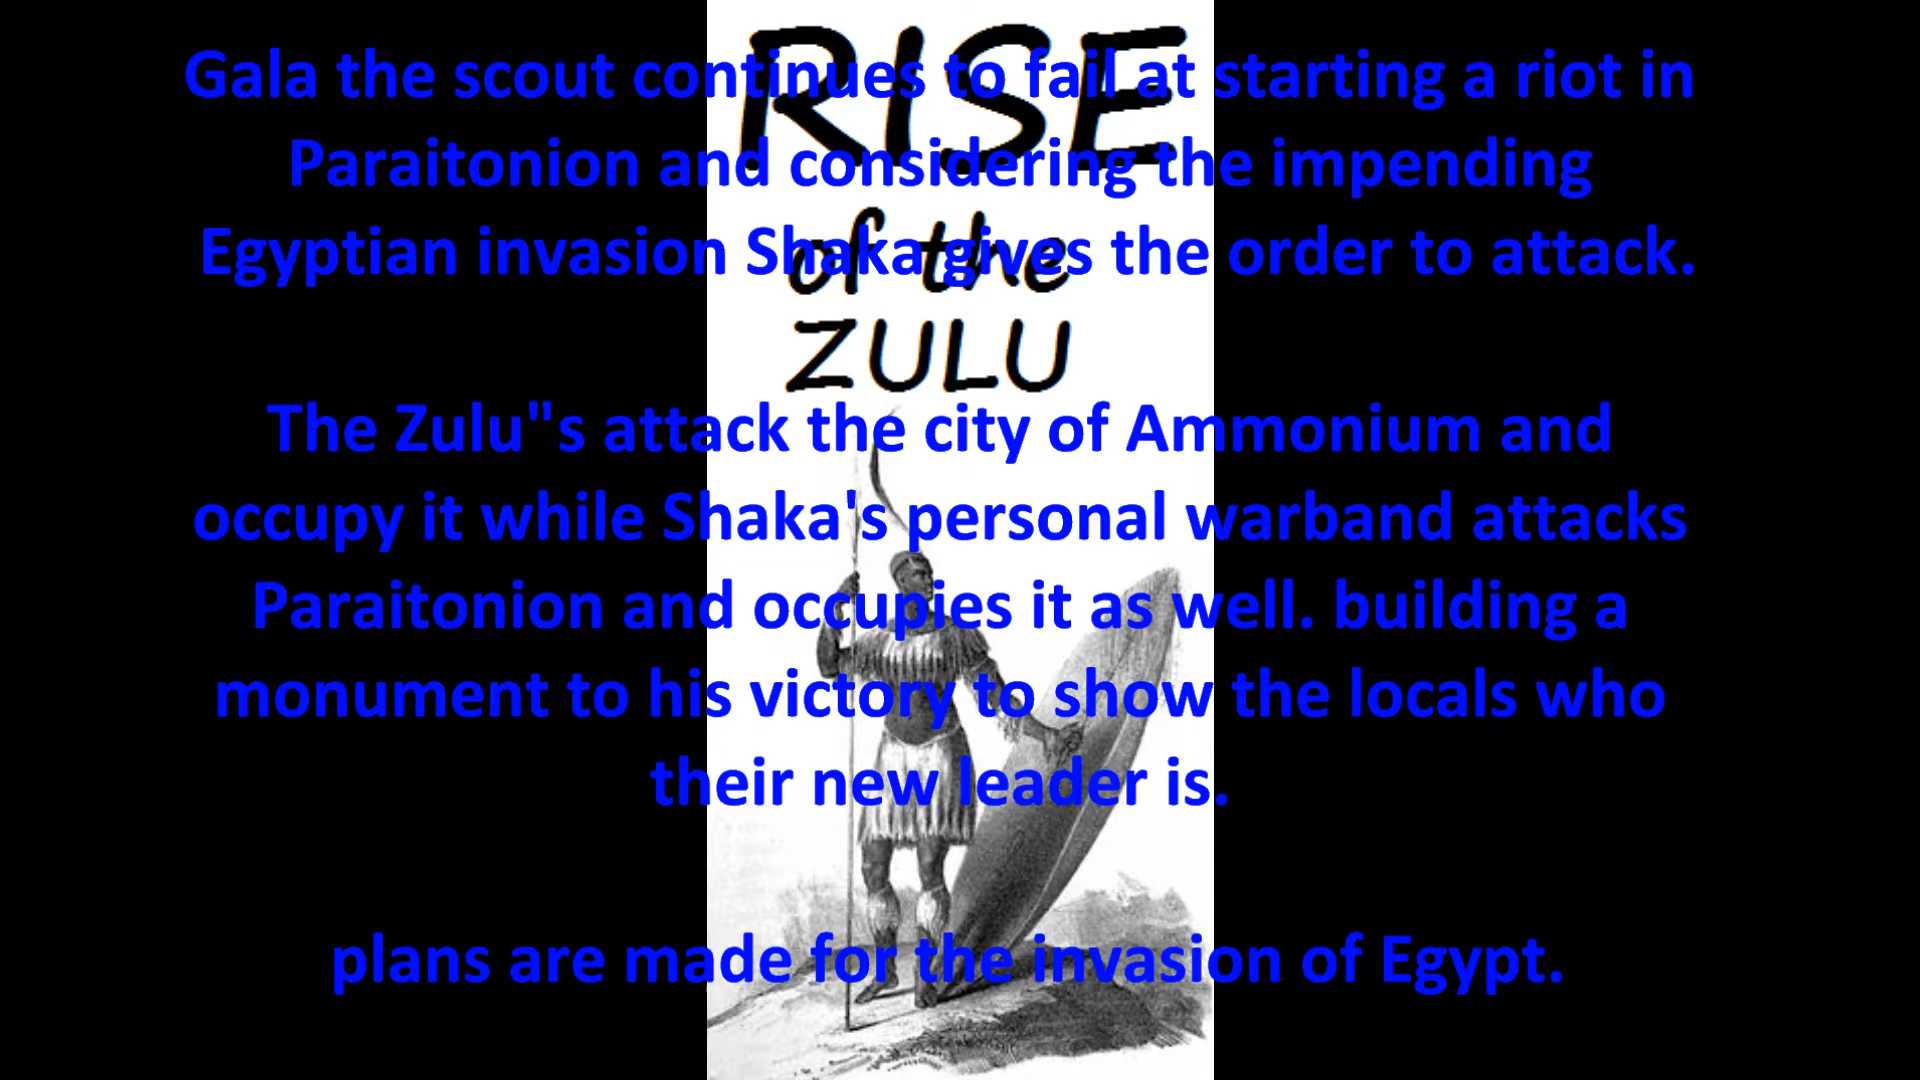 RISE
of the
ZULU
Gala the scout continues to fail at starting a riot in
Paraitonion and considering the impending
Egyptian invasion Shaka gives the order to attack.
The Zulu"s attack the city of Ammonium and
occupy it while Shaka's personal warband attacks
Paraitonion and occupies it as well. building a
monument to his victory to show the locals who
their new leader is.
plans are made for the invasion of Egypt.